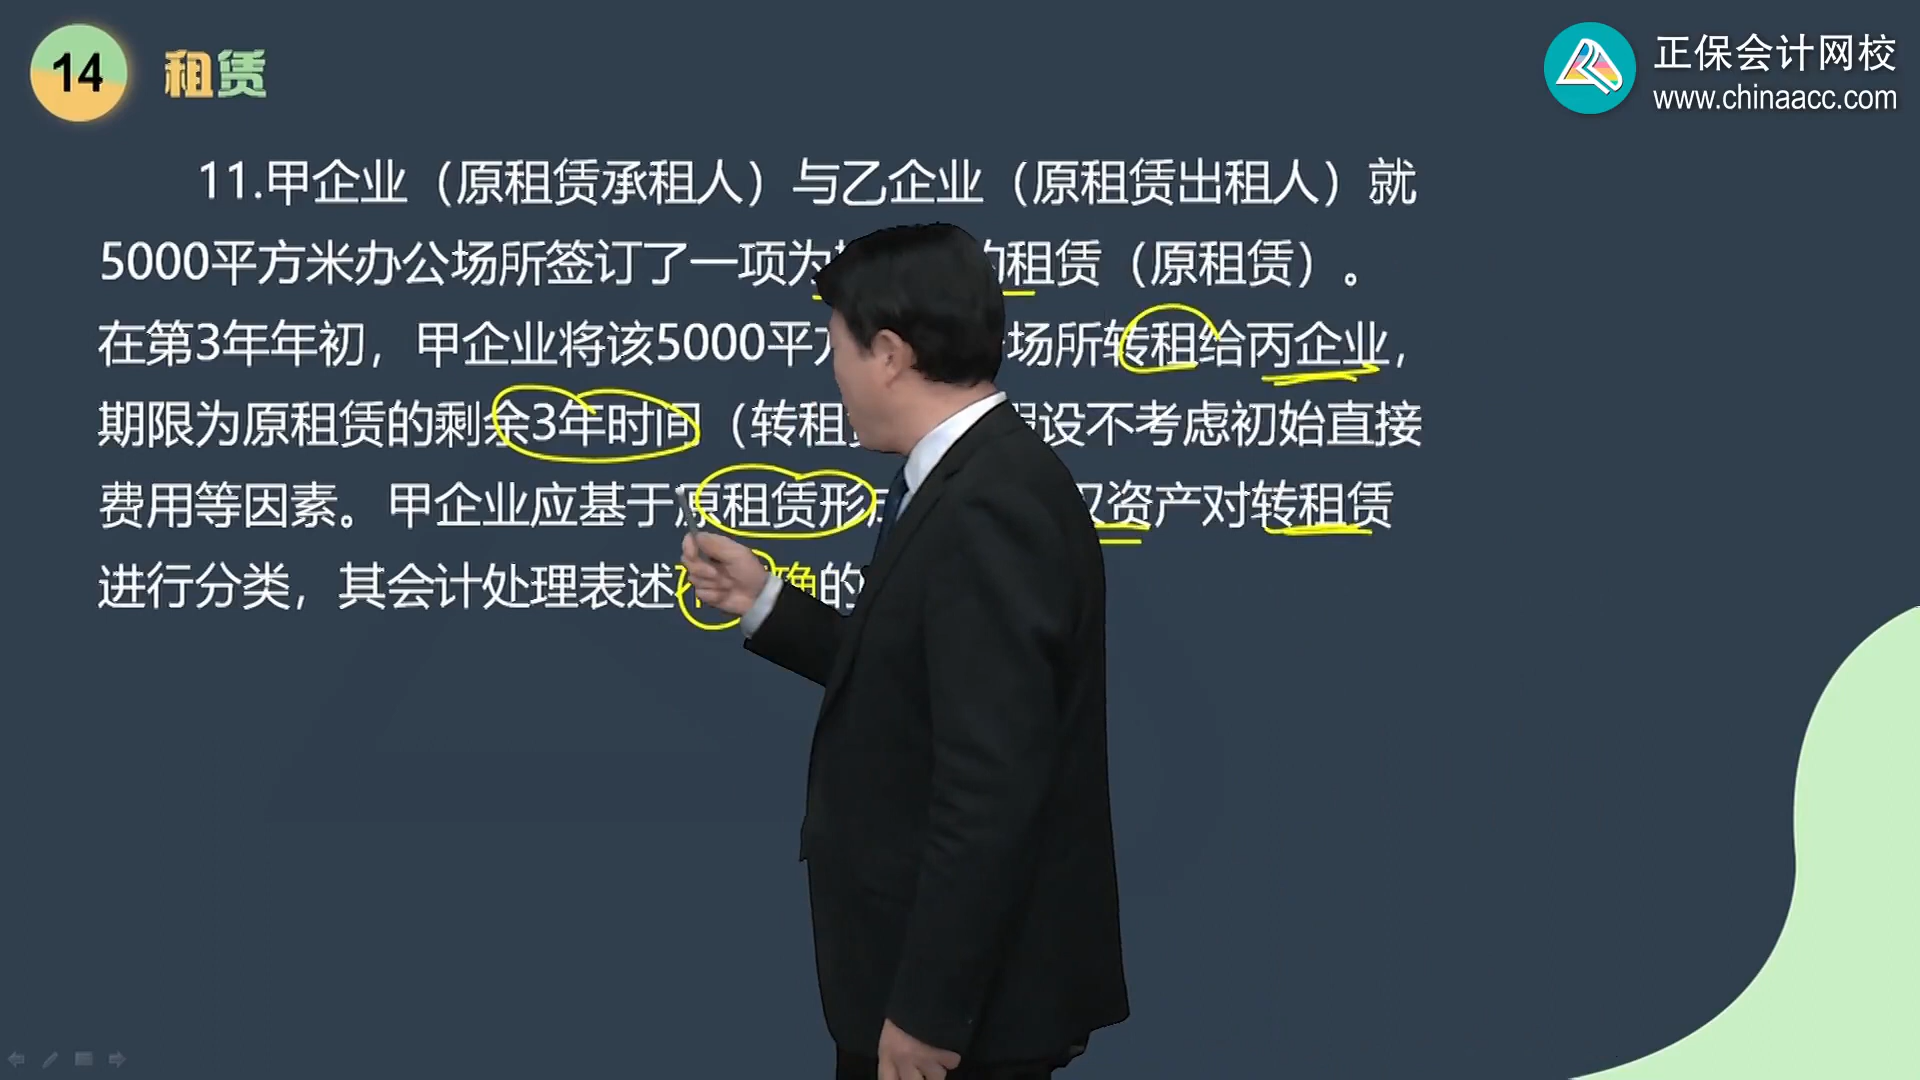 14 租赁
正保会计网校
www.chinaacc.com
11.甲企业（原租赁承租人）与乙企业（原租赁出租人）就
5000平方米办公场所签订了一项为 的租赁（原租赁）。
在第3年年初，甲企业将该5000平方 场所转租给丙企业，
期限为原租赁的剩余3年时间（转租 设不考虑初始直接
费用等因素。甲企业应基于原租赁形 权资产对转租赁
进行分类，其会计处理表述 确的